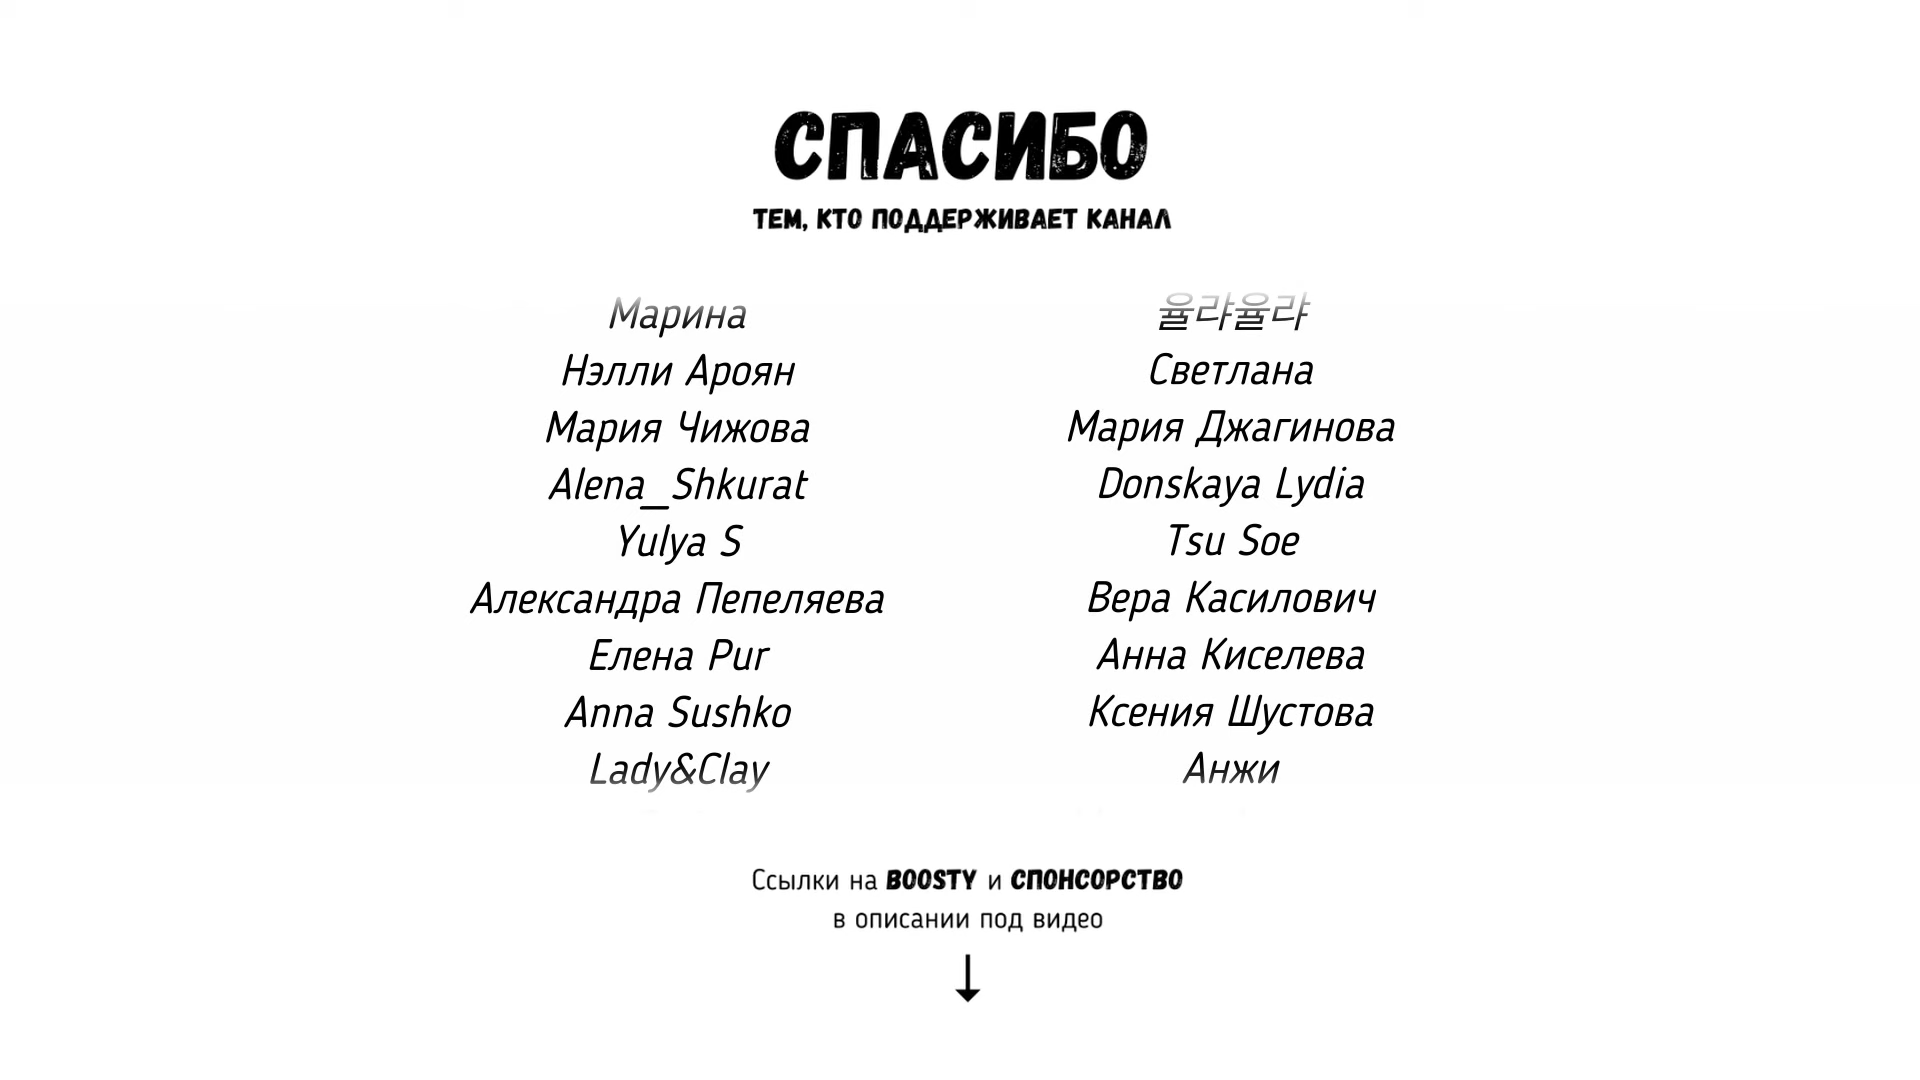 СПАСИБО
ТЕМ, КТО ПОДДЕРЖИВАЕТ КАНАЛ
Марина
Нэлли Ароян
Мария Чижова
Alena_Shkurat
Yulya S
Александра Пепеляева
Елена Pur
Anna Sushko
Lady&Clay
율랴율랴
Светлана
Мария Джагинова
Donskaya Lydia
Tsu Soe
Вера Касилович
Анна Киселева
Ксения Шустова
Анжи
Ссылки на BOOSTY и СПОНСОРСТВО
в описании под видео